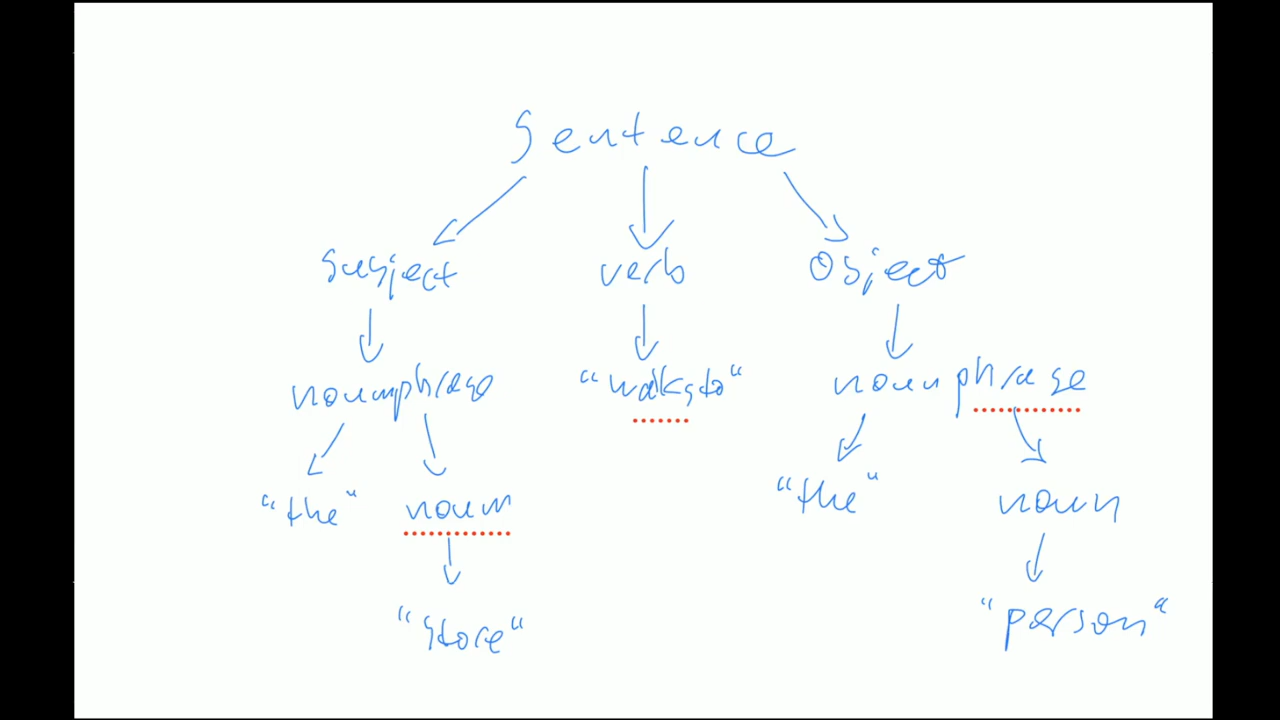 Sentence
Subject verb Object
nounphrase "walksto" nounphrase
"the" noun "the" noun
"store" "person"